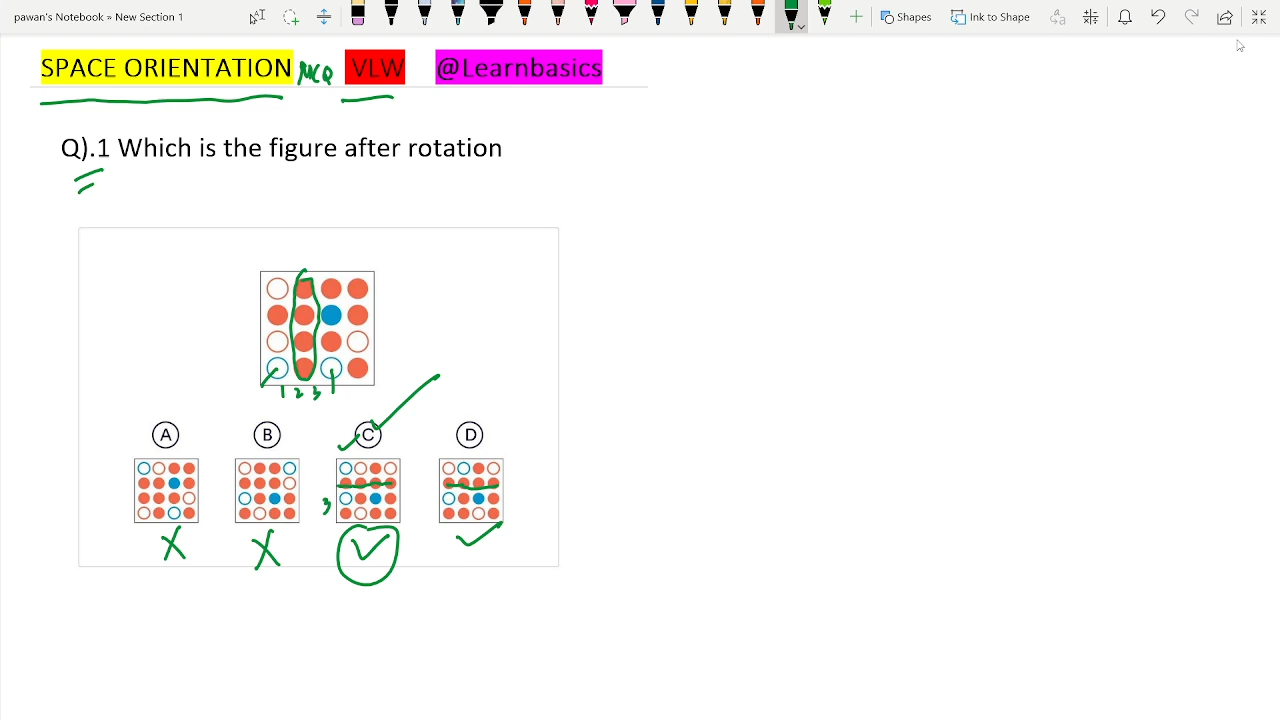 pawan's Notebook » New Section 1
Shapes Ink to Shape
SPACE ORIENTATION MCQ VLW @Learnbasics
Q).1 Which is the figure after rotation
1 2 3
A B C D
3